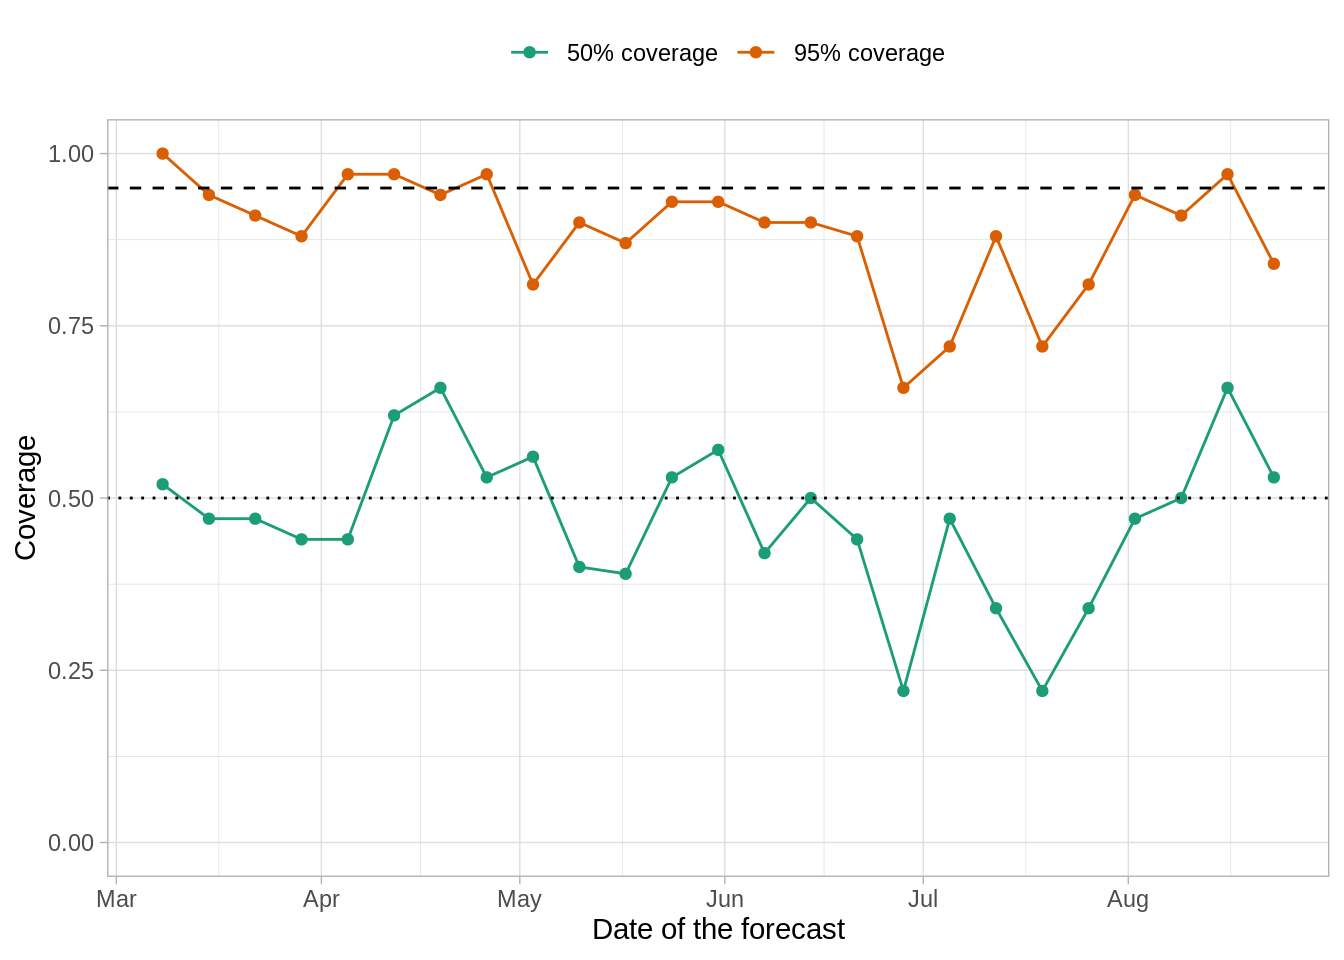 50% coverage 95% coverage
1.00
0.75
0.50
0.25
0.00
Coverage
Mar Apr May Jun Jul Aug
Date of the forecast